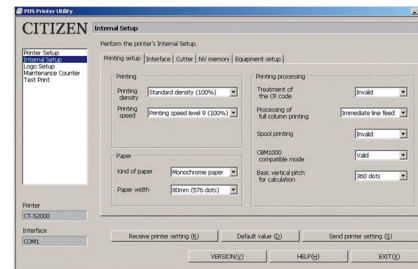 POS Printer Utility
CITIZEN
Internal Setup
Perform the printer's Internal Setup.
Printer Setup
Internal Setup
Logo Setup
Maintenance Counter
Test Print
Printing setup Interface Cutter NV memory Equipment setup
Printing
Printing density Standard density (100%)
Printing speed Printing speed level 9 (100%)
Paper
Kind of paper Monochrome paper
Paper width 80mm (576 dots)
Printing processing
Treatment of the CR code Invalid
Processing of full column printing Immediate line feed
Spool printing Invalid
CBM1000 compatible mode Valid
Basic vertical pitch for calculation 360 dots
Printer
CT-S2000
Interface
COM1
Receive printer setting (R) Default value (D) Send printer setting (S)
VERSION(V) HELP(H) EXIT(X)